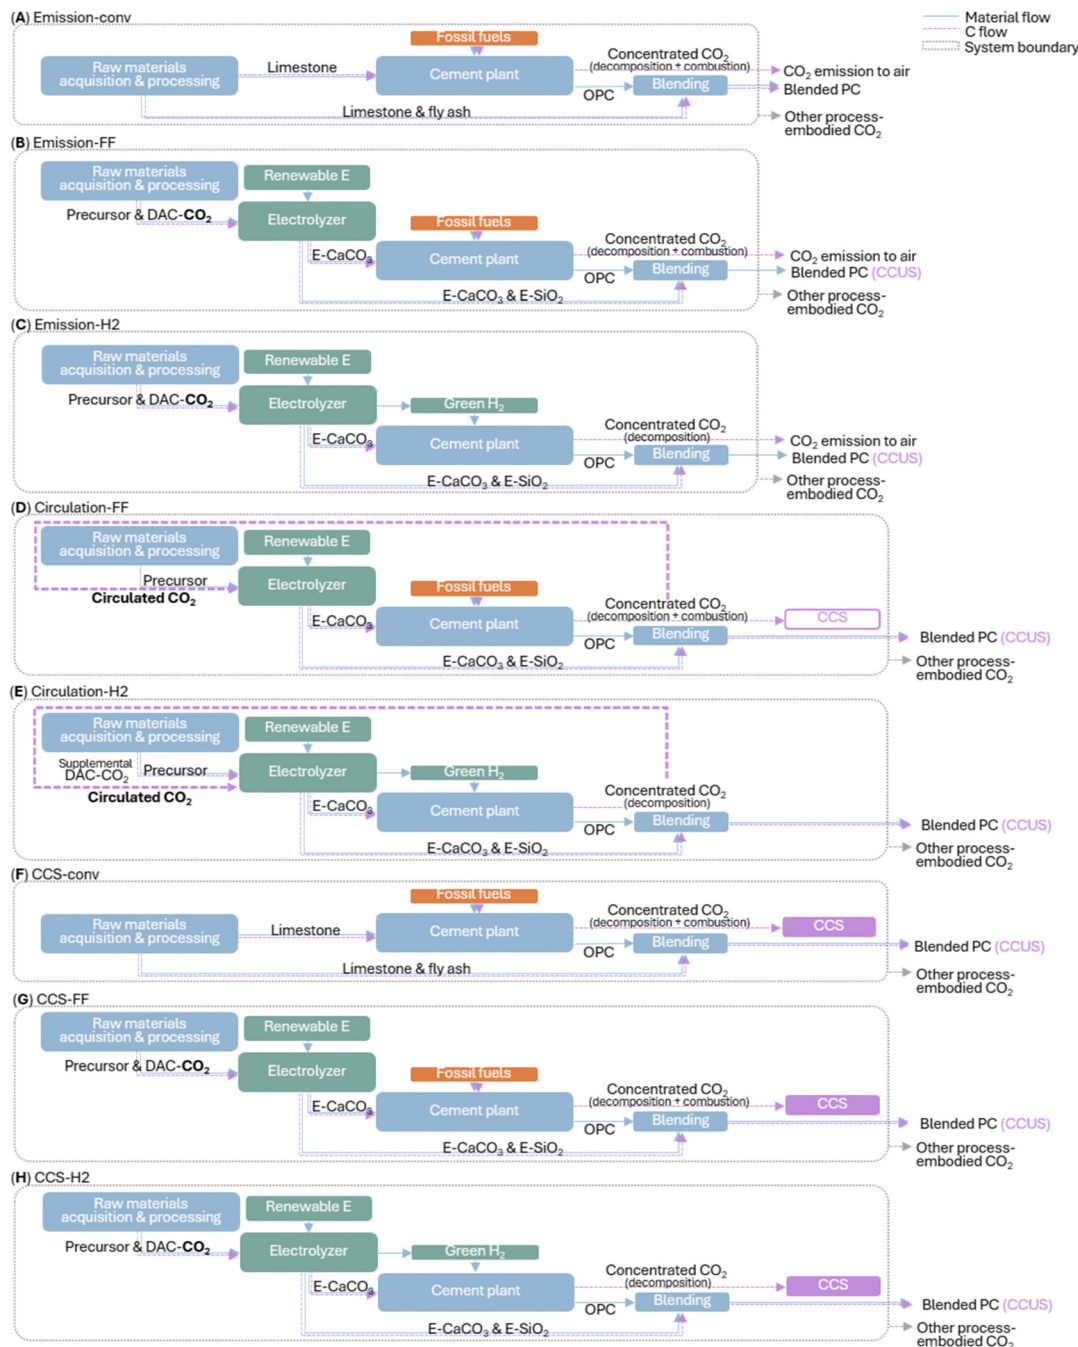 (A) Emission-conv
Material flow
C flow
System boundary
Fossil fuels
Raw materials
acquisition & processing
Limestone
Cement plant
Concentrated CO₂
(decomposition + combustion)
OPC
Blending
CO₂ emission to air
Blended PC
Limestone & fly ash
Other process-
embodied CO₂
(B) Emission-FF
Raw materials
acquisition & processing
Renewable E
Precursor & DAC-CO₂
Electrolyzer
Fossil fuels
E-CaCO₃
Cement plant
Concentrated CO₂
(decomposition + combustion)
OPC
Blending
CO₂ emission to air
Blended PC (CCUS)
E-CaCO₃ & E-SiO₂
Other process-
embodied CO₂
(C) Emission-H2
Raw materials
acquisition & processing
Renewable E
Precursor & DAC-CO₂
Electrolyzer
Green H₂
E-CaCO₃
Cement plant
Concentrated CO₂
(decomposition)
OPC
Blending
CO₂ emission to air
Blended PC (CCUS)
E-CaCO₃ & E-SiO₂
Other process-
embodied CO₂
(D) Circulation-FF
Raw materials
acquisition & processing
Renewable E
Precursor
Circulated CO₂
Electrolyzer
Fossil fuels
E-CaCO₃
Cement plant
Concentrated CO₂
(decomposition + combustion)
CCS
OPC
Blending
Blended PC (CCUS)
E-CaCO₃ & E-SiO₂
Other process-
embodied CO₂
(E) Circulation-H2
Raw materials
acquisition & processing
Renewable E
Supplemental
DAC-CO₂
Precursor
Circulated CO₂
Electrolyzer
Green H₂
E-CaCO₃
Cement plant
Concentrated CO₂
(decomposition)
OPC
Blending
Blended PC (CCUS)
E-CaCO₃ & E-SiO₂
Other process-
embodied CO₂
(F) CCS-conv
Fossil fuels
Raw materials
acquisition & processing
Limestone
Cement plant
Concentrated CO₂
(decomposition + combustion)
CCS
OPC
Blending
Blended PC (CCUS)
Limestone & fly ash
Other process-
embodied CO₂
(G) CCS-FF
Raw materials
acquisition & processing
Renewable E
Precursor & DAC-CO₂
Electrolyzer
Fossil fuels
E-CaCO₃
Cement plant
Concentrated CO₂
(decomposition + combustion)
CCS
OPC
Blending
Blended PC (CCUS)
E-CaCO₃ & E-SiO₂
Other process-
embodied CO₂
(H) CCS-H2
Raw materials
acquisition & processing
Renewable E
Precursor & DAC-CO₂
Electrolyzer
Green H₂
E-CaCO₃
Cement plant
Concentrated CO₂
(decomposition)
CCS
OPC
Blending
Blended PC (CCUS)
E-CaCO₃ & E-SiO₂
Other process-
embodied CO₂